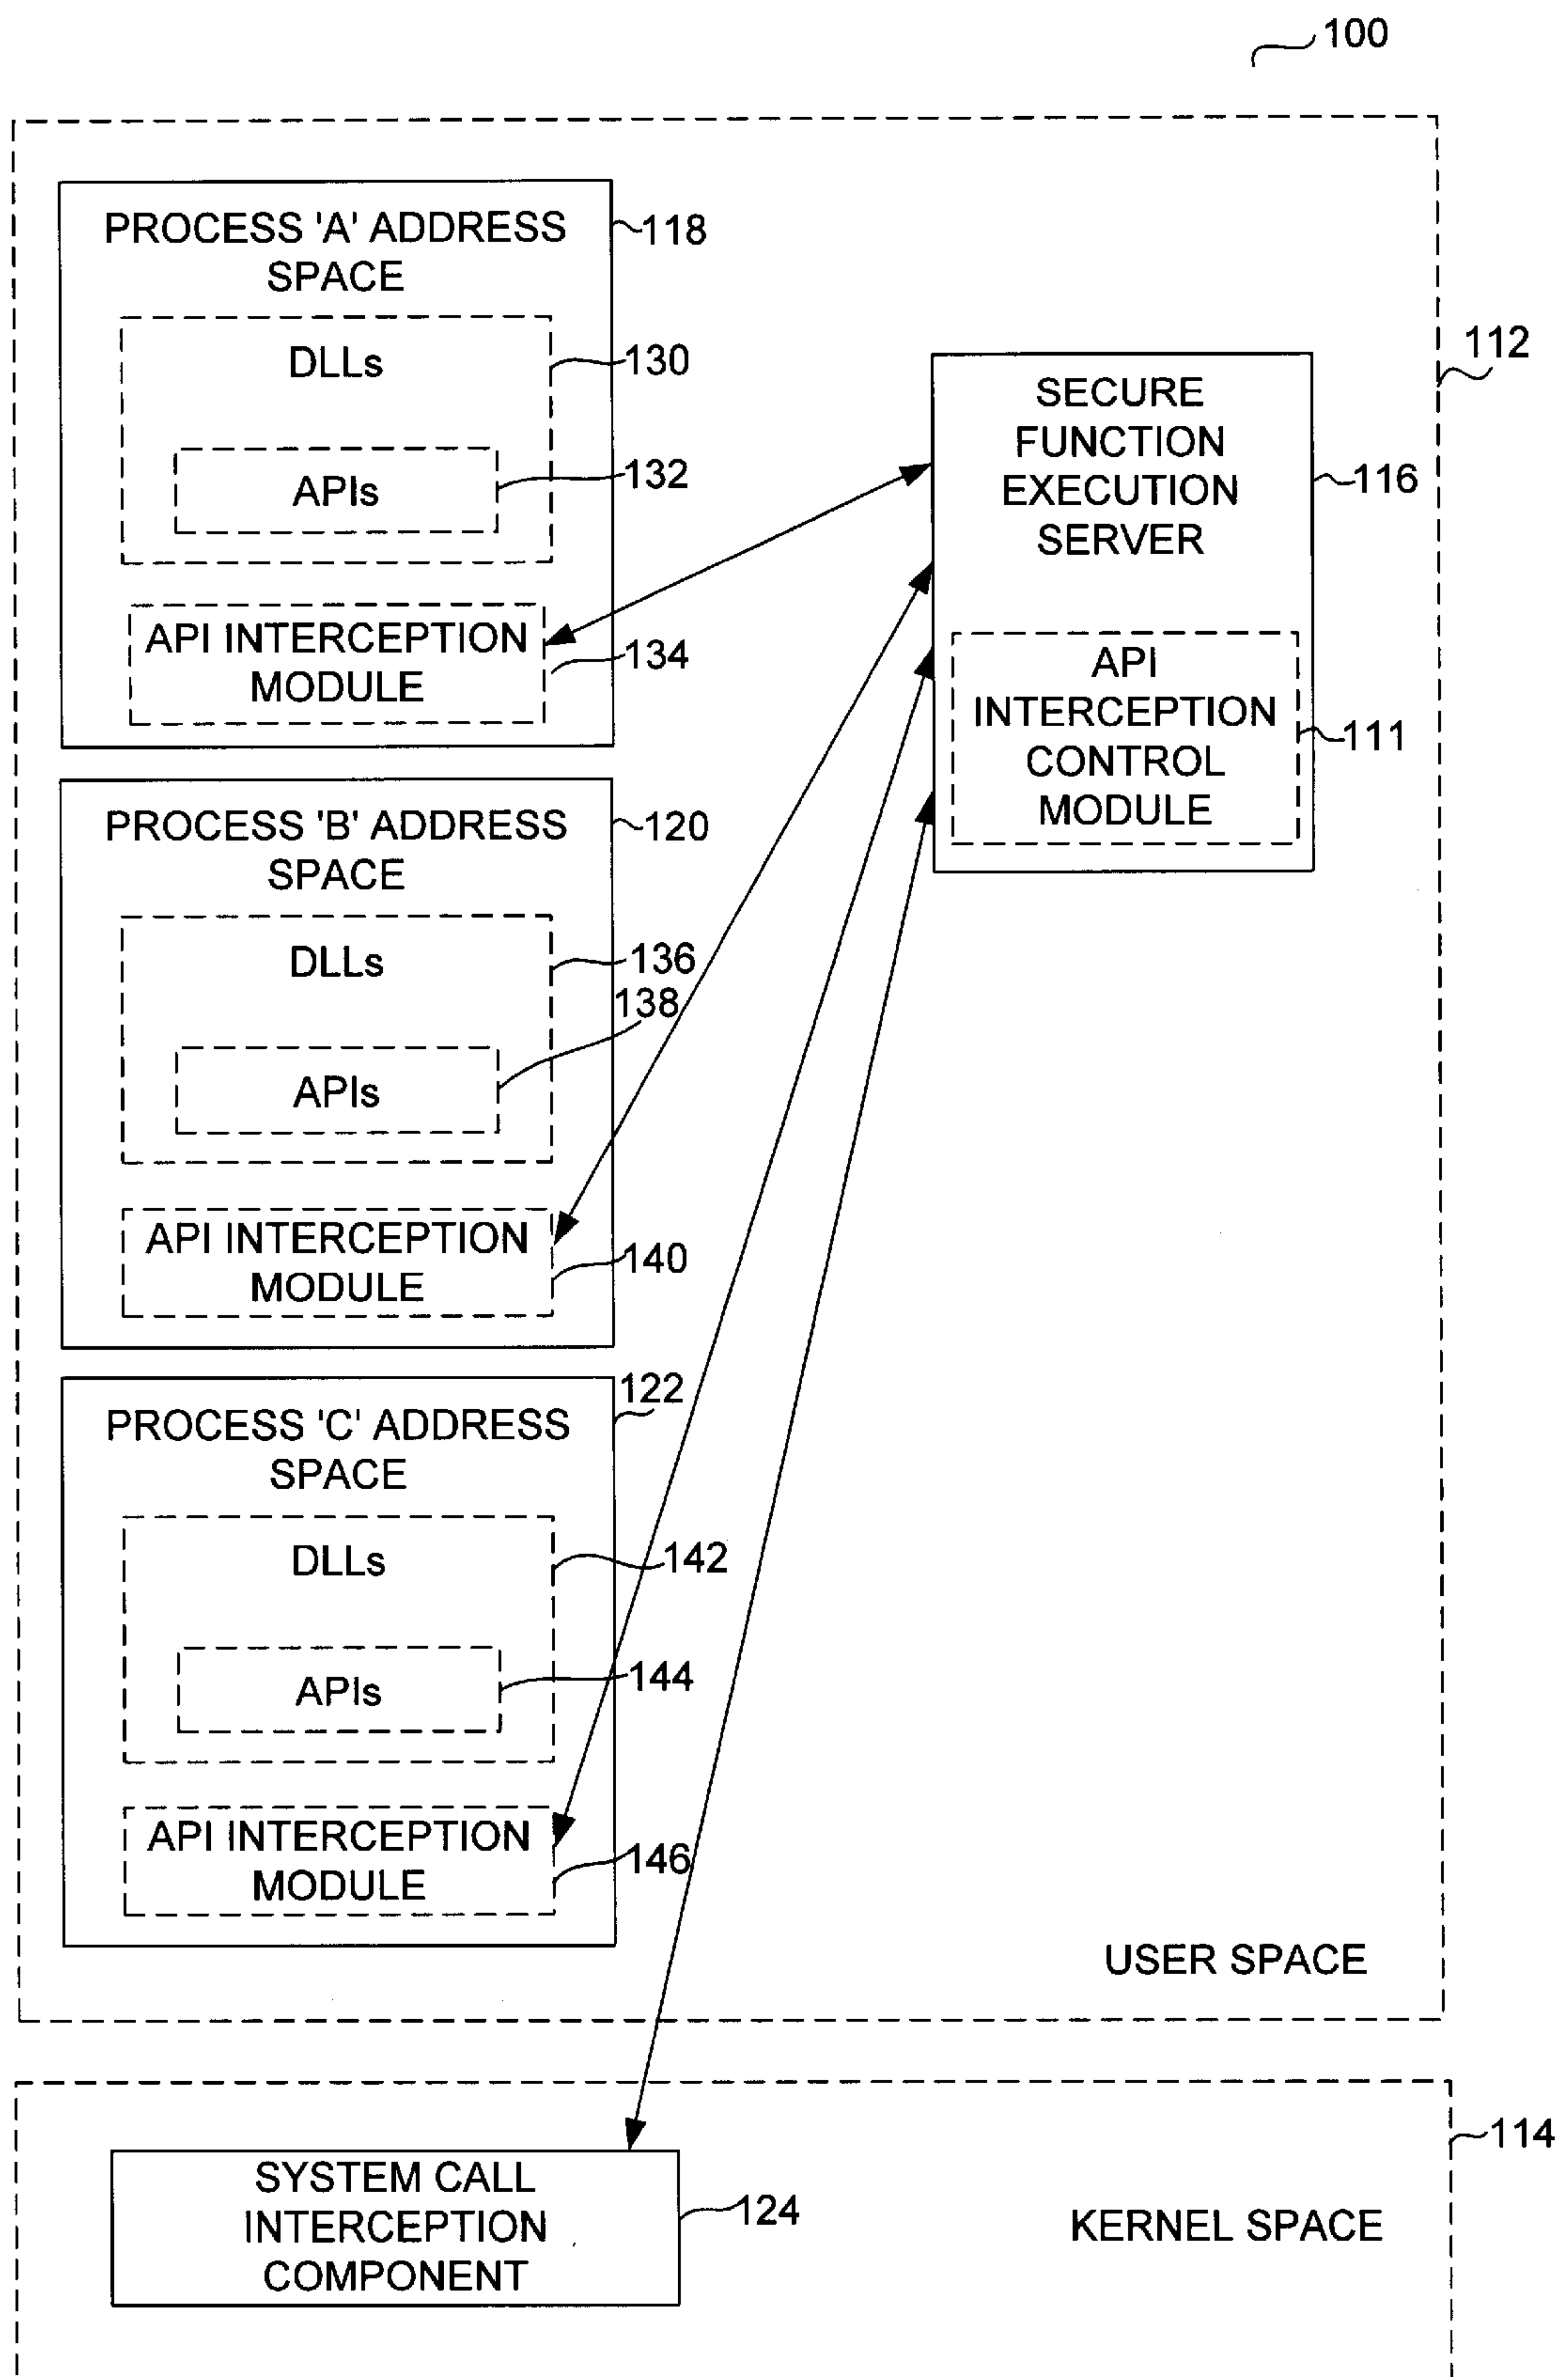 100
PROCESS 'A' ADDRESS
SPACE
118
DLLs
130
APIs
132
API INTERCEPTION
MODULE
134
SECURE
FUNCTION
EXECUTION
SERVER
116
112
API
INTERCEPTION
CONTROL
MODULE
111
PROCESS 'B' ADDRESS
SPACE
120
DLLs
136
138
APIs
API INTERCEPTION
MODULE
140
PROCESS 'C' ADDRESS
SPACE
122
DLLs
142
APIs
144
API INTERCEPTION
MODULE
146
USER SPACE
114
SYSTEM CALL
INTERCEPTION
COMPONENT
124
KERNEL SPACE